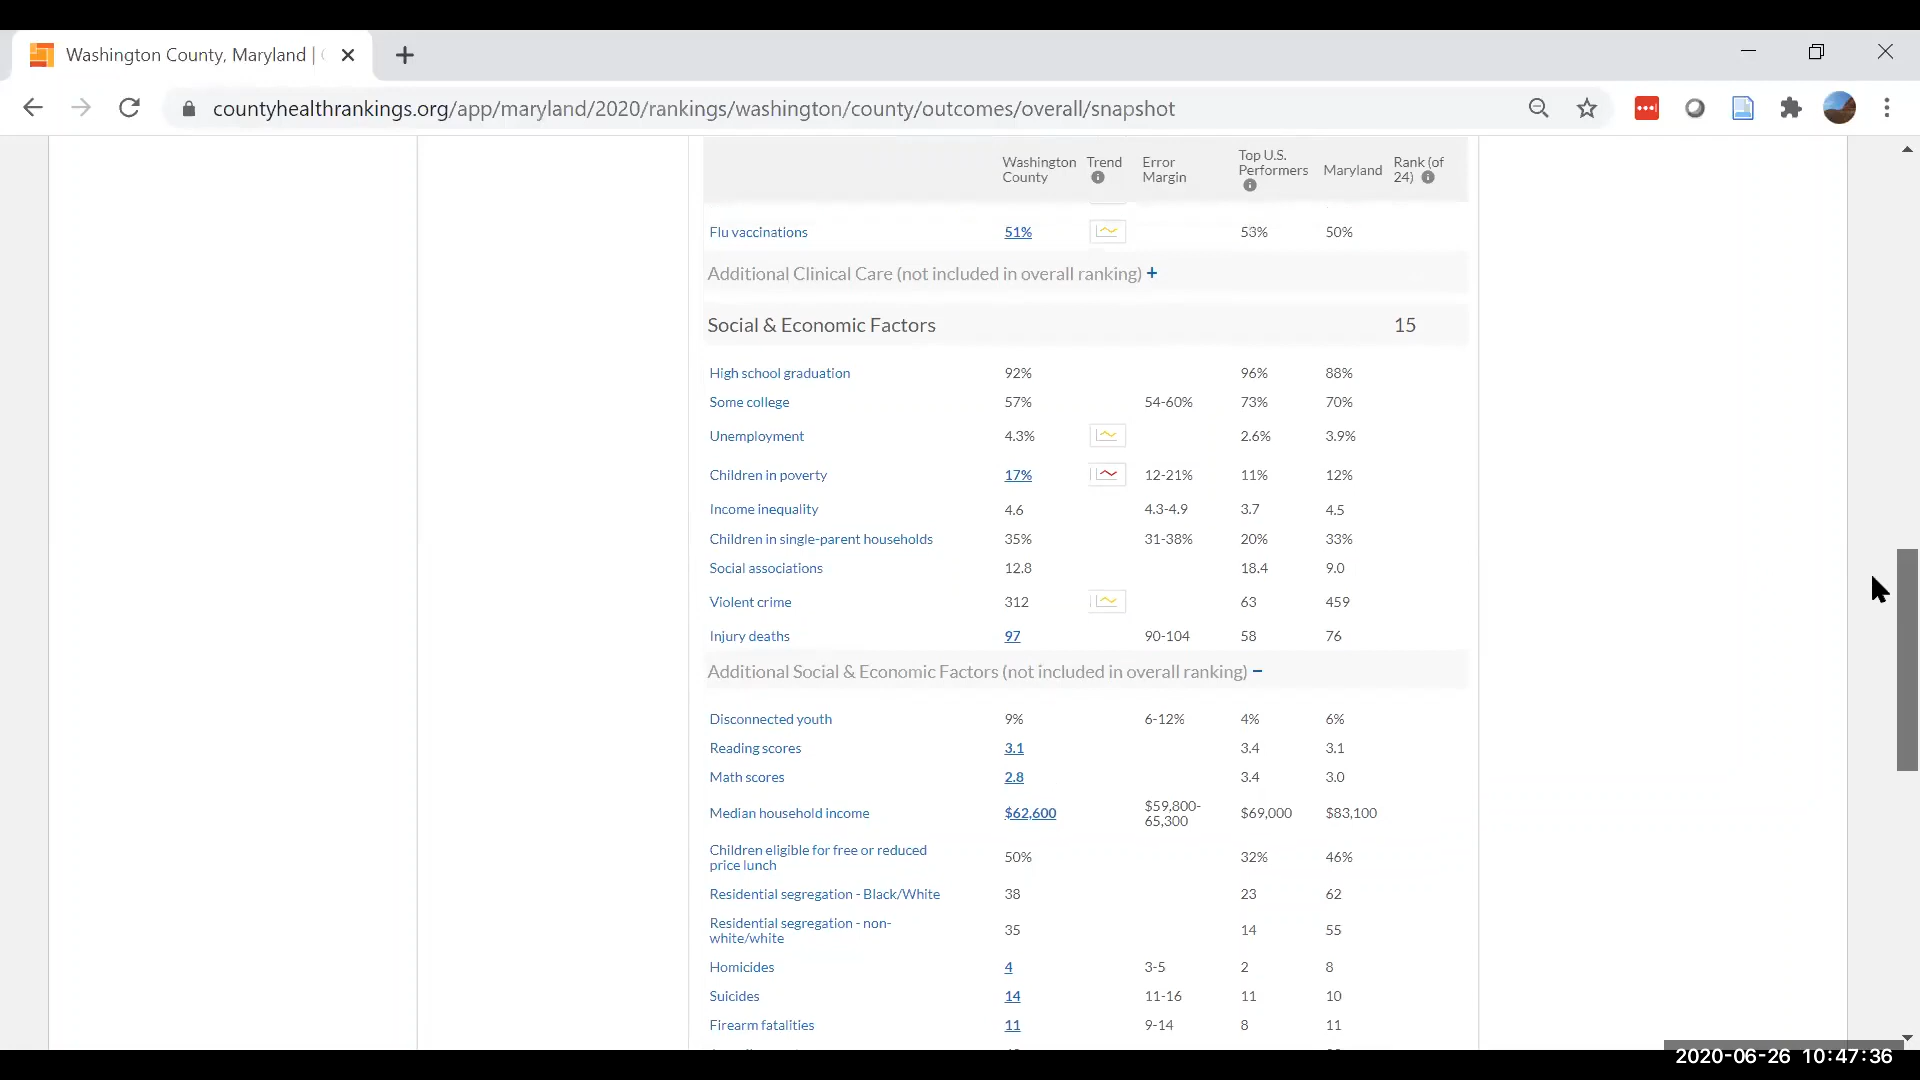 Washington County, Maryland |
countyhealthrankings.org/app/maryland/2020/rankings/washington/county/outcomes/overall/snapshot
Washington County Trend Error Margin Top U.S. Performers Maryland Rank (of 24)
Flu vaccinations 51% 53% 50%
Additional Clinical Care (not included in overall ranking) +
Social & Economic Factors 15
High school graduation 92% 96% 88%
Some college 57% 54-60% 73% 70%
Unemployment 4.3% 2.6% 3.9%
Children in poverty 17% 12-21% 11% 12%
Income inequality 4.6 4.3-4.9 3.7 4.5
Children in single-parent households 35% 31-38% 20% 33%
Social associations 12.8 18.4 9.0
Violent crime 312 63 459
Injury deaths 97 90-104 58 76
Additional Social & Economic Factors (not included in overall ranking) −
Disconnected youth 9% 6-12% 4% 6%
Reading scores 3.1 3.4 3.1
Math scores 2.8 3.4 3.0
Median household income $62,600 $59,800-65,300 $69,000 $83,100
Children eligible for free or reduced price lunch 50% 32% 46%
Residential segregation - Black/White 38 23 62
Residential segregation - non-white/white 35 14 55
Homicides 4 3-5 2 8
Suicides 14 11-16 11 10
Firearm fatalities 11 9-14 8 11
2020-06-26 10:47:36